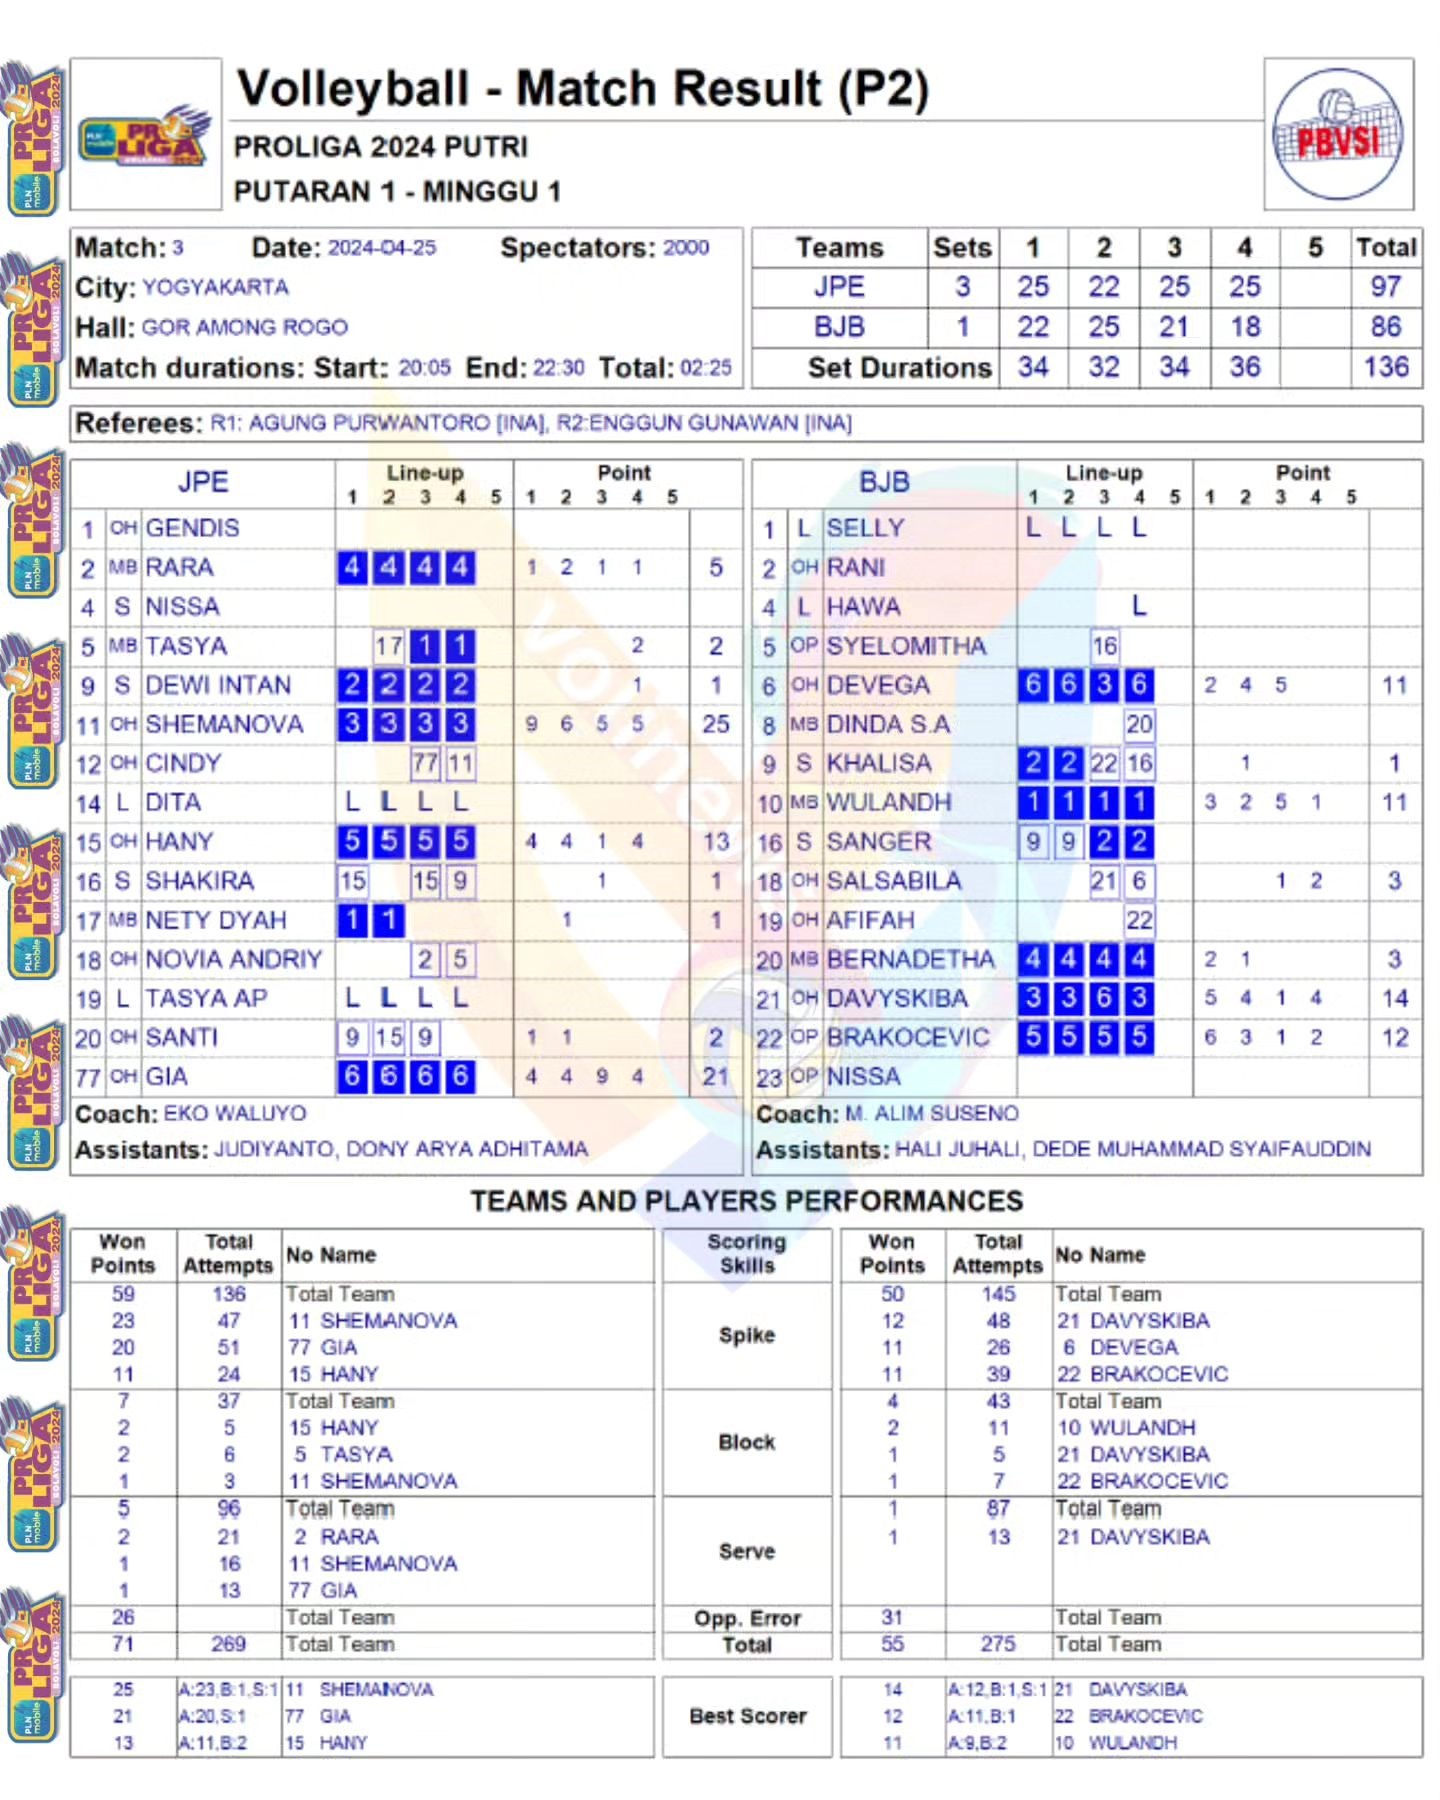 Volleyball - Match Result (P2)
PROLIGA 2024 PUTRI
PUTARAN 1 - MINGGU 1
PLN mobile PRO LIGA BOLAVOLI 2024
PBVSI
Match: 3 Date: 2024-04-25 Spectators: 2000
City: YOGYAKARTA
Hall: GOR AMONG ROGO
Match durations: Start: 20:05 End: 22:30 Total: 02:25
Teams Sets 1 2 3 4 5 Total
JPE 3 25 22 25 25 97
BJB 1 22 25 21 18 86
Set Durations 34 32 34 36 136
Referees: R1: AGUNG PURWANTORO [INA], R2:ENGGUN GUNAWAN [INA]
JPE Line-up Point
1 2 3 4 5 1 2 3 4 5
1 OH GENDIS
2 MB RARA 4 4 4 4 1 2 1 1 5
4 S NISSA
5 MB TASYA 17 1 1 2 2
9 S DEWI INTAN 2 2 2 2 1 1
11 OH SHEMANOVA 3 3 3 3 9 6 5 5 25
12 OH CINDY 77 11
14 L DITA L L L L
15 OH HANY 5 5 5 5 4 4 1 4 13
16 S SHAKIRA 15 15 9 1 1
17 MB NETY DYAH 1 1 1 1
18 OH NOVIA ANDRIY 2 5
19 L TASYA AP L L L L
20 OH SANTI 9 15 9 1 1 2
77 OH GIA 6 6 6 6 4 4 9 4 21
Coach: EKO WALUYO
Assistants: JUDIYANTO, DONY ARYA ADHITAMA
BJB Line-up Point
1 2 3 4 5 1 2 3 4 5
1 L SELLY L L L L
2 OH RANI
4 L HAWA L
5 OP SYELOMITHA 16
6 OH DEVEGA 6 6 3 6 2 4 5 11
8 MB DINDA S.A 20
9 S KHALISA 2 2 22 16 1 1
10 MB WULANDH 1 1 1 1 3 2 5 1 11
16 S SANGER 9 9 2 2
18 OH SALSABILA 21 6 1 2 3
19 OH AFIFAH 22
20 MB BERNADETHA 4 4 4 4 2 1 3
21 OH DAVYSKIBA 3 3 6 3 5 4 1 4 14
22 OP BRAKOCEVIC 5 5 5 5 6 3 1 2 12
23 OP NISSA
Coach: M. ALIM SUSENO
Assistants: HALI JUHALI, DEDE MUHAMMAD SYAIFAUDDIN
TEAMS AND PLAYERS PERFORMANCES
Won Points Total Attempts No Name Scoring Skills Won Points Total Attempts No Name
59 136 Total Team Spike 50 145 Total Team
23 47 11 SHEMANOVA 12 48 21 DAVYSKIBA
20 51 77 GIA 11 26 6 DEVEGA
11 24 15 HANY 11 39 22 BRAKOCEVIC
7 37 Total Team Block 4 43 Total Team
2 5 15 HANY 2 11 10 WULANDH
2 6 5 TASYA 1 5 21 DAVYSKIBA
1 3 11 SHEMANOVA 1 7 22 BRAKOCEVIC
5 96 Total Team Serve 1 87 Total Team
2 21 2 RARA 1 13 21 DAVYSKIBA
1 16 11 SHEMANOVA
1 13 77 GIA
26 Total Team Opp. Error 31 Total Team
71 269 Total Team Total 55 275 Total Team
25 A:23,B:1,S:1 11 SHEMANOVA Best Scorer 14 A:12,B:1,S:1 21 DAVYSKIBA
21 A:20,S:1 77 GIA 12 A:11,B:1 22 BRAKOCEVIC
13 A:11,B:2 15 HANY 11 A:9,B:2 10 WULANDH